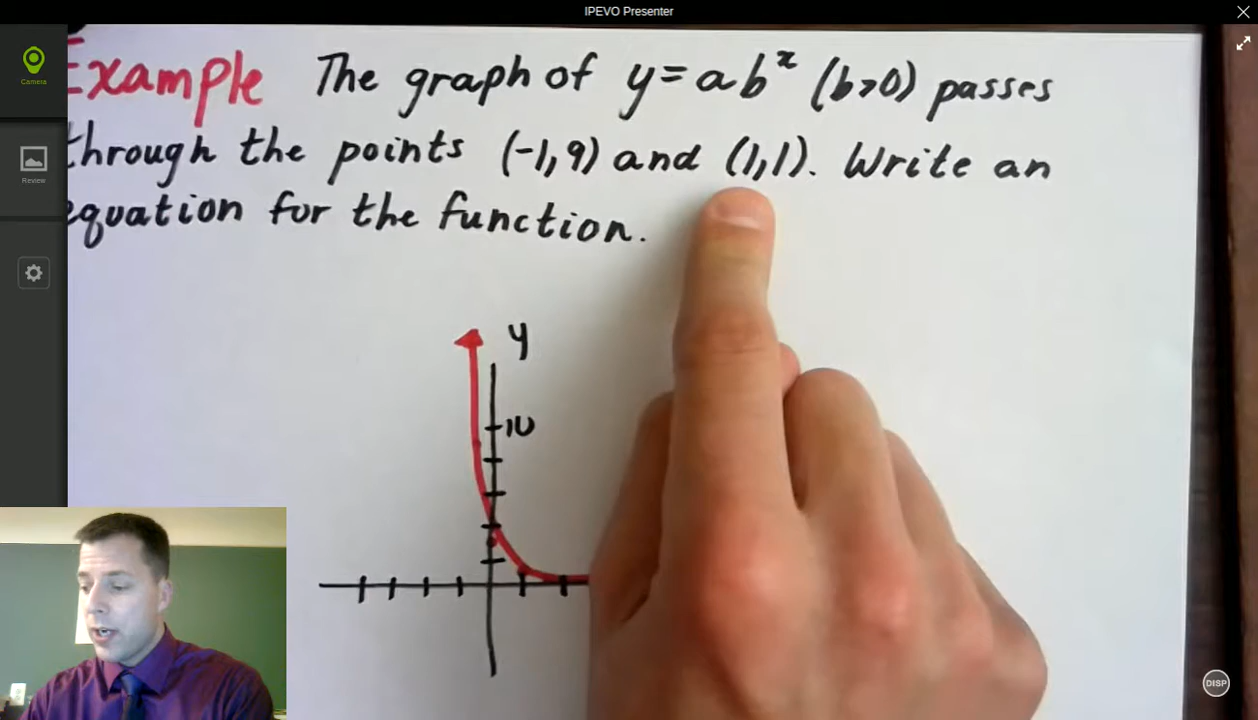 IPEVO Presenter
Camera
Review
Example The graph of y=ab^x (b>0) passes
through the points (-1,9) and (1,1). Write an
equation for the function.
y
10
DISP